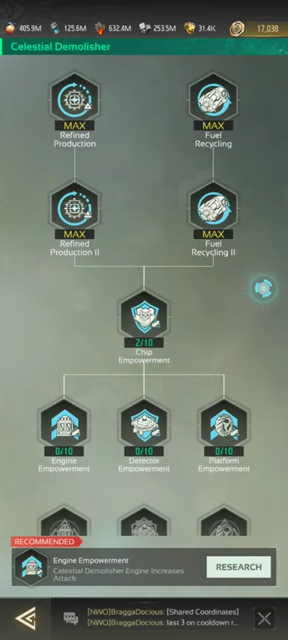 405.9M 125.6M 632.4M 253.5M 31.4K 17,038
Celestial Demolisher
MAX MAX
Refined Production
Fuel Recycling
MAX MAX
Refined Production II
Fuel Recycling II
2/10
Chip
Empowerment
0/10 0/10 0/10
Engine Empowerment
Detector Empowerment
Platform Empowerment
RECOMMENDED
Engine Empowerment
Celestial Demolisher Engine Increases
Attack
RESEARCH
[NWO]BraggaDocious: [Shared Coordinates]
[NWO]BraggaDocious: last 3 on cooldown r...